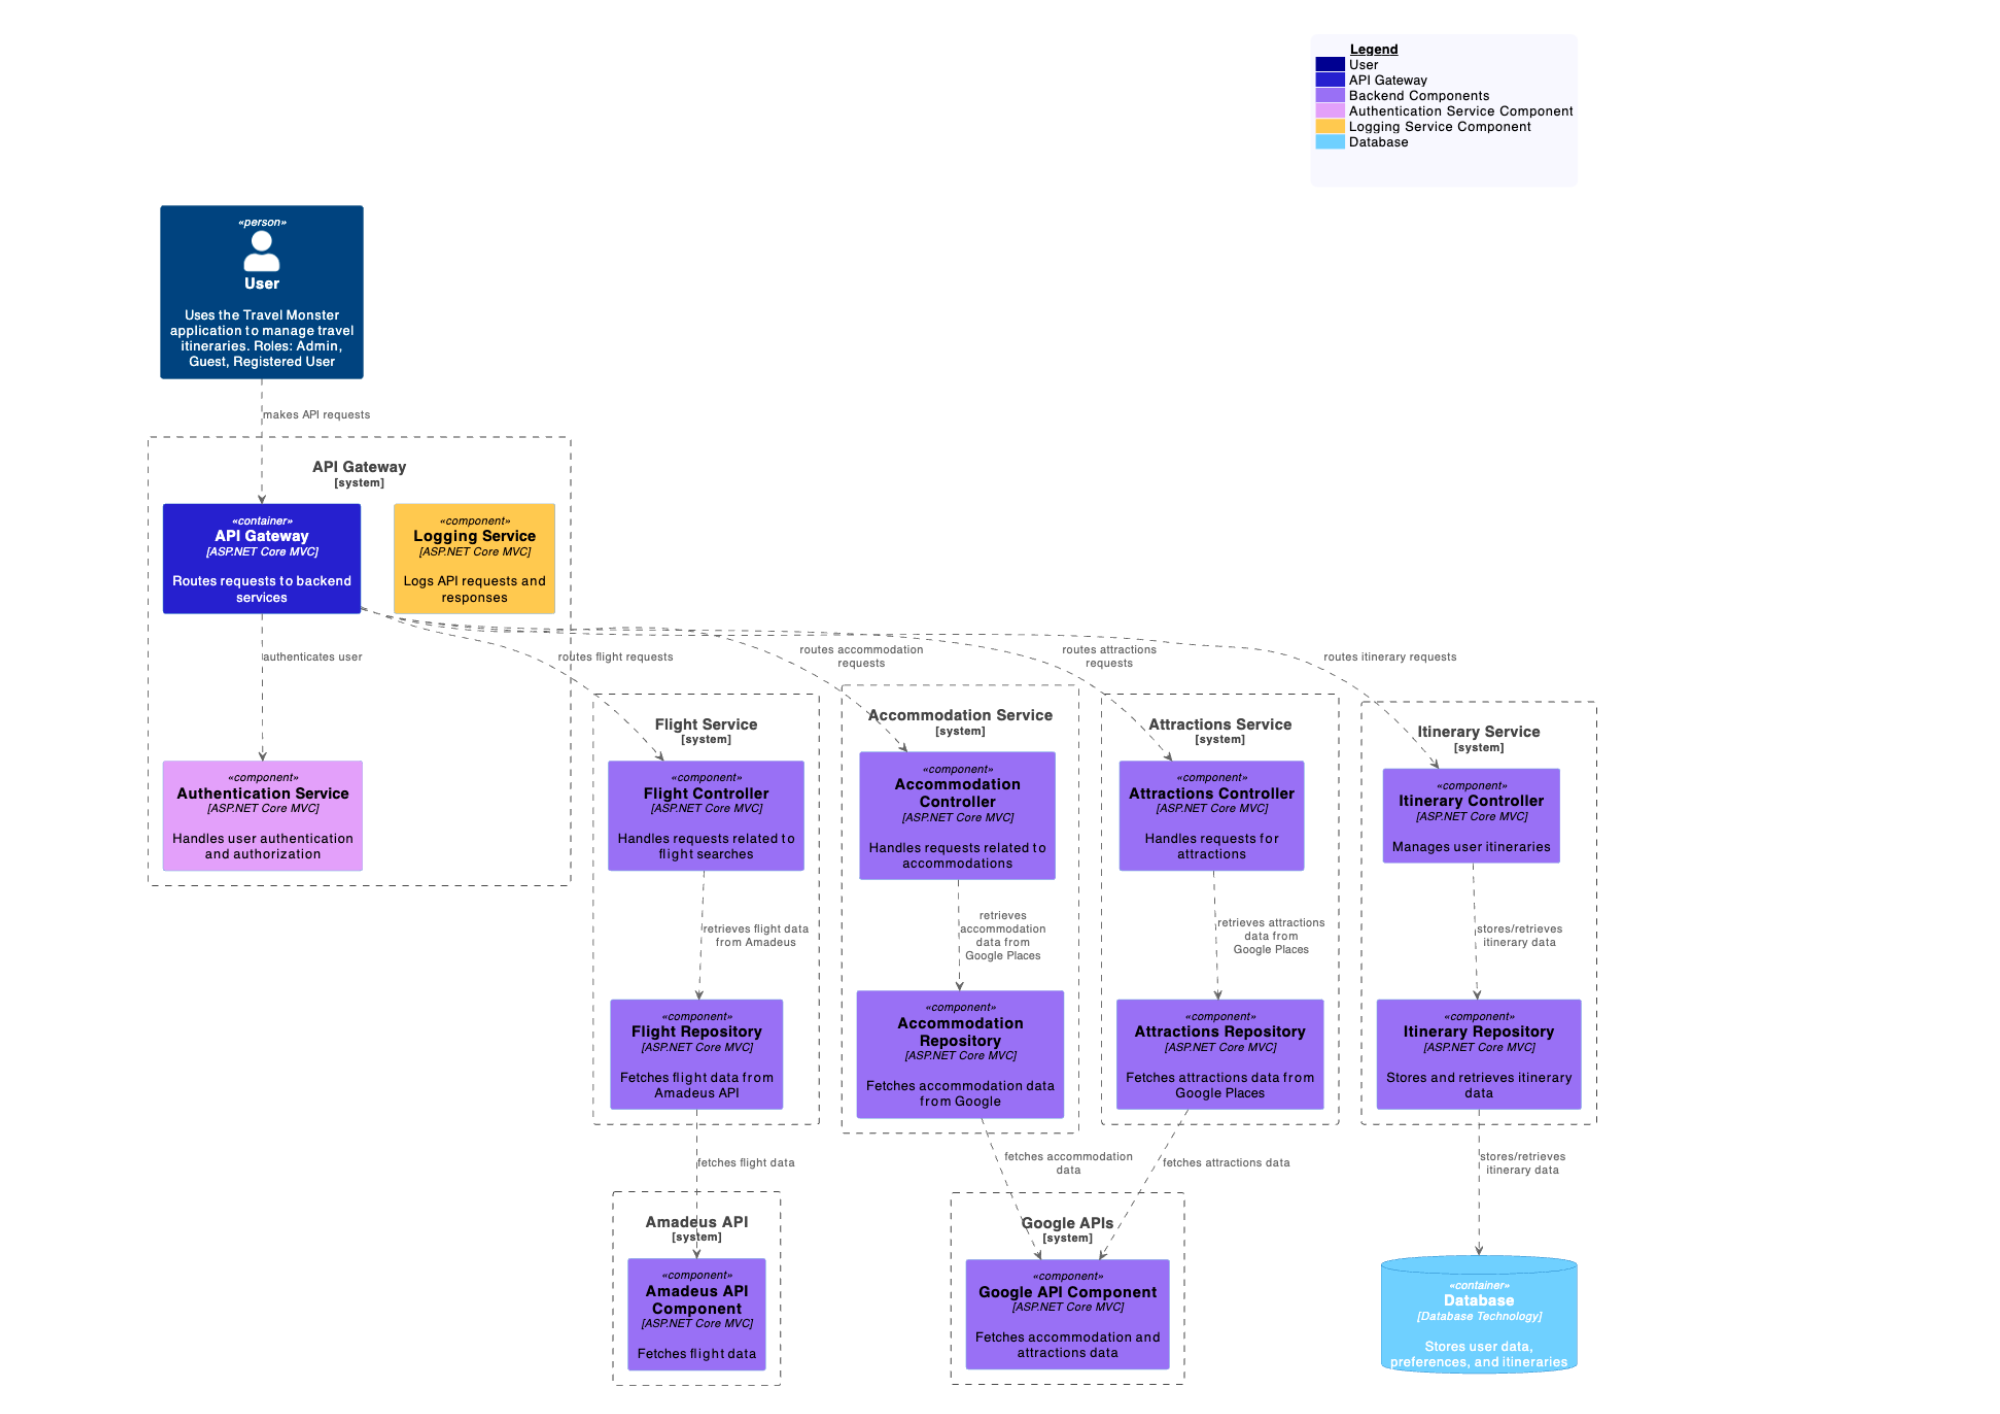 Legend
User
API Gateway
Backend Components
Authentication Service Component
Logging Service Component
Database
«person»
User
Uses the Travel Monster
application to manage travel
itineraries. Roles: Admin,
Guest, Registered User
makes API requests
API Gateway
[system]
«container»
API Gateway
[ASP.NET Core MVC]
Routes requests to backend
services
«component»
Logging Service
[ASP.NET Core MVC]
Logs API requests and
responses
authenticates user
routes flight requests
routes accommodation
requests
routes attractions
requests
routes itinerary requests
«component»
Authentication Service
[ASP.NET Core MVC]
Handles user authentication
and authorization
Flight Service
[system]
«component»
Flight Controller
[ASP.NET Core MVC]
Handles requests related to
flight searches
Accommodation Service
[system]
«component»
Accommodation
Controller
[ASP.NET Core MVC]
Handles requests related to
accommodations
Attractions Service
[system]
«component»
Attractions Controller
[ASP.NET Core MVC]
Handles requests for
attractions
Itinerary Service
[system]
«component»
Itinerary Controller
[ASP.NET Core MVC]
Manages user itineraries
retrieves flight data
from Amadeus
retrieves
accommodation
data from
Google Places
retrieves attractions
data from
Google Places
stores/retrieves
itinerary data
«component»
Flight Repository
[ASP.NET Core MVC]
Fetches flight data from
Amadeus API
«component»
Accommodation
Repository
[ASP.NET Core MVC]
Fetches accommodation data
from Google
«component»
Attractions Repository
[ASP.NET Core MVC]
Fetches attractions data from
Google Places
«component»
Itinerary Repository
[ASP.NET Core MVC]
Stores and retrieves itinerary
data
fetches flight data
fetches accommodation
data
fetches attractions data
stores/retrieves
itinerary data
Amadeus API
[system]
«component»
Amadeus API
Component
[ASP.NET Core MVC]
Fetches flight data
Google APIs
[system]
«component»
Google API Component
[ASP.NET Core MVC]
Fetches accommodation and
attractions data
«container»
Database
[Database Technology]
Stores user data,
preferences, and itineraries